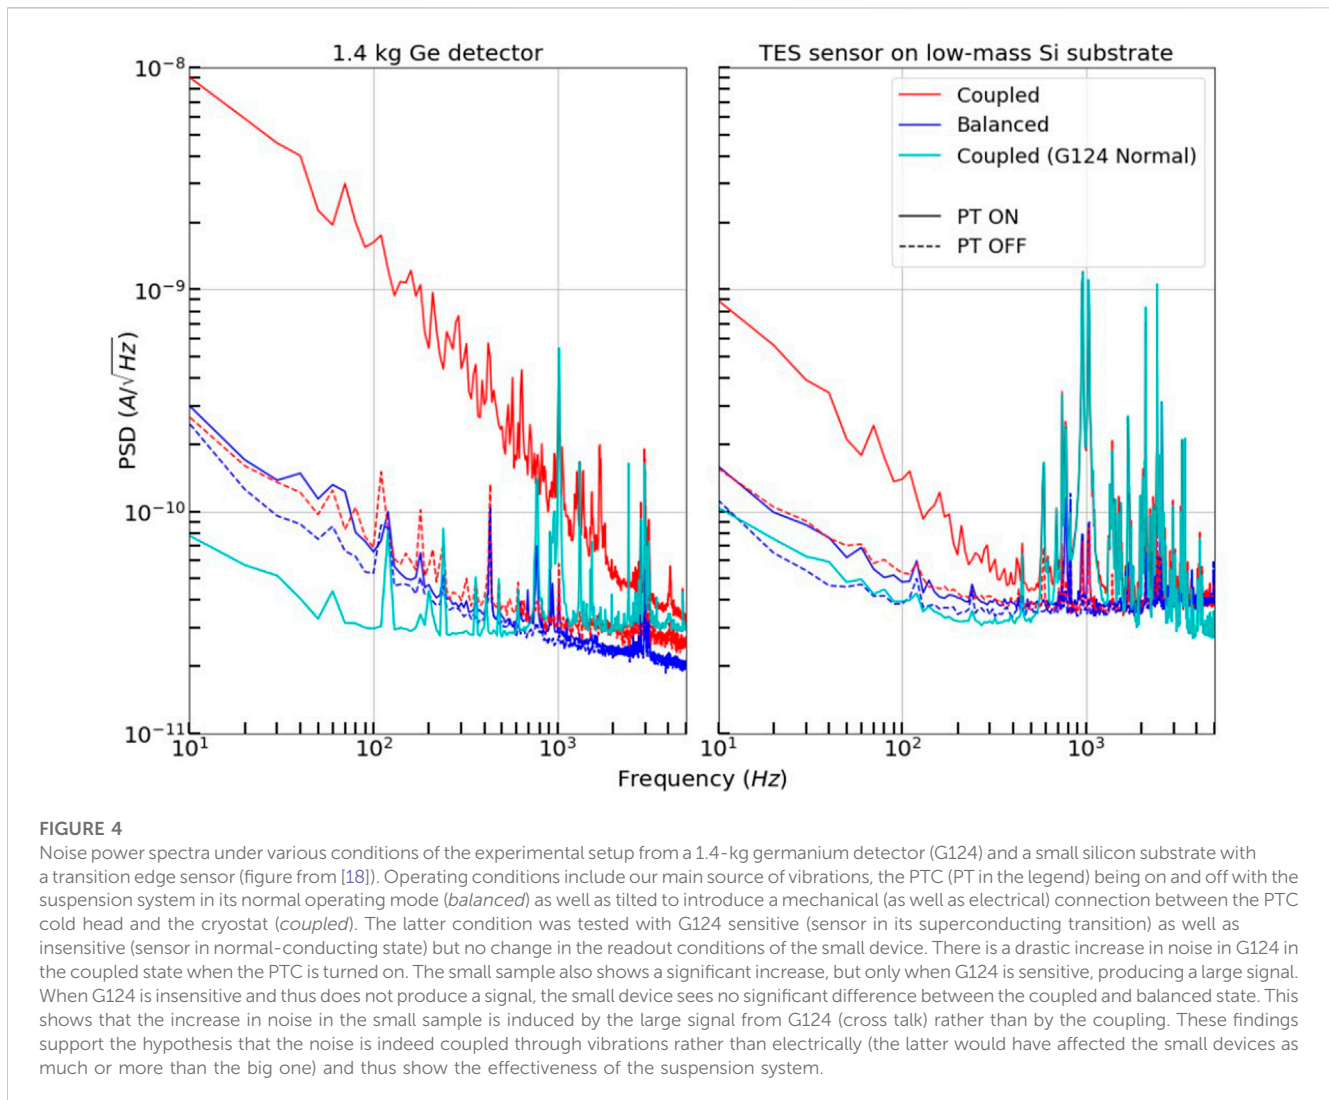 1.4 kg Ge detector
TES sensor on low-mass Si substrate
10⁻⁸
10⁻⁹
10⁻¹⁰
10⁻¹¹
PSD (A/√Hz)
Coupled
Balanced
Coupled (G124 Normal)
PT ON
PT OFF
10¹
10²
10³
10¹
10²
10³
Frequency (Hz)
FIGURE 4
Noise power spectra under various conditions of the experimental setup from a 1.4-kg germanium detector (G124) and a small silicon substrate with
a transition edge sensor (figure from [18]). Operating conditions include our main source of vibrations, the PTC (PT in the legend) being on and off with the
suspension system in its normal operating mode (balanced) as well as tilted to introduce a mechanical (as well as electrical) connection between the PTC
cold head and the cryostat (coupled). The latter condition was tested with G124 sensitive (sensor in its superconducting transition) as well as
insensitive (sensor in normal-conducting state) but no change in the readout conditions of the small device. There is a drastic increase in noise in G124 in
the coupled state when the PTC is turned on. The small sample also shows a significant increase, but only when G124 is sensitive, producing a large signal.
When G124 is insensitive and thus does not produce a signal, the small device sees no significant difference between the coupled and balanced state. This
shows that the increase in noise in the small sample is induced by the large signal from G124 (cross talk) rather than by the coupling. These findings
support the hypothesis that the noise is indeed coupled through vibrations rather than electrically (the latter would have affected the small devices as
much or more than the big one) and thus show the effectiveness of the suspension system.